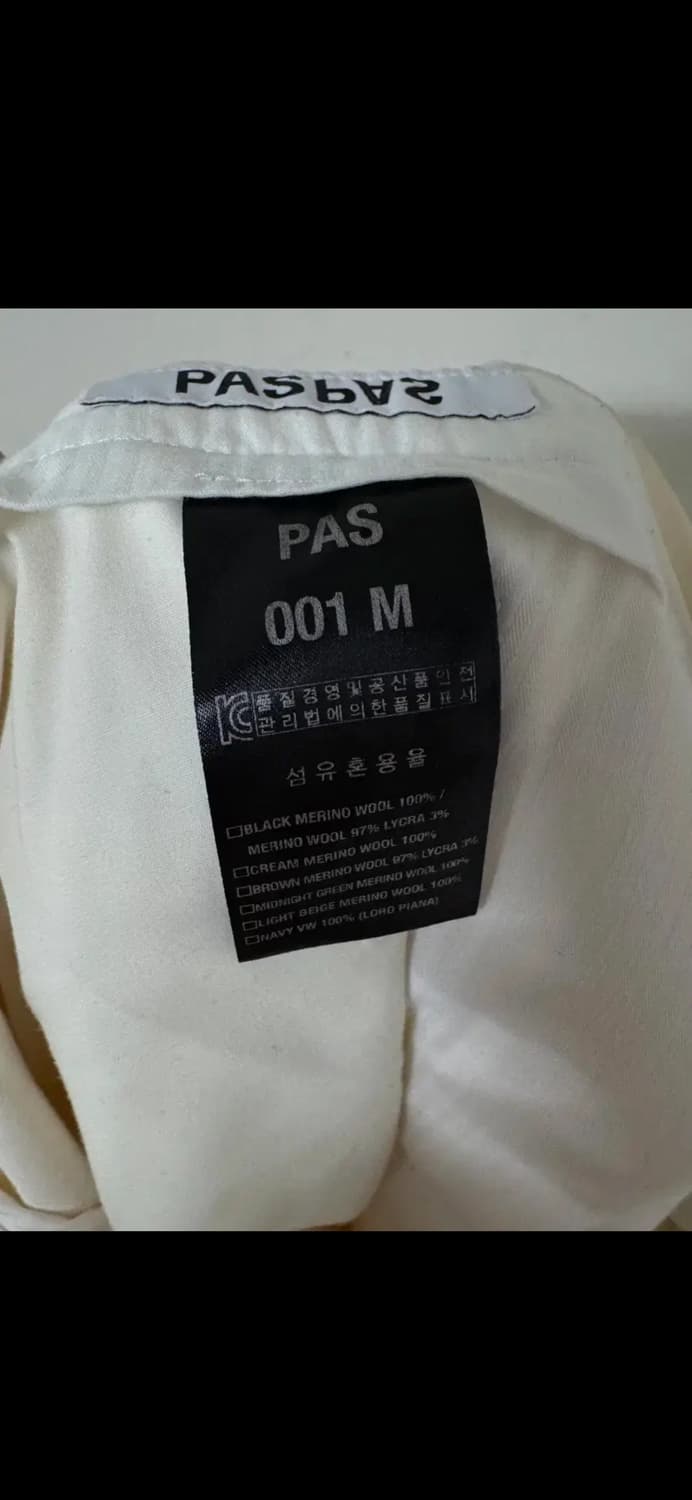 PASPAS
PAS
001 M
품질경영및공산품안전
관리법에의한품질표시
섬유혼용율
☐BLACK MERINO WOOL 100% /
MERINO WOOL 97% LYCRA 3%
☐CREAM MERINO WOOL 100%
☐BROWN MERINO WOOL 97% LYCRA 3%
☐MIDNIGHT GREEN MERINO WOOL 100%
☐LIGHT BEIGE MERINO WOOL 100%
☐NAVY VW 100% (LORO PIANA)